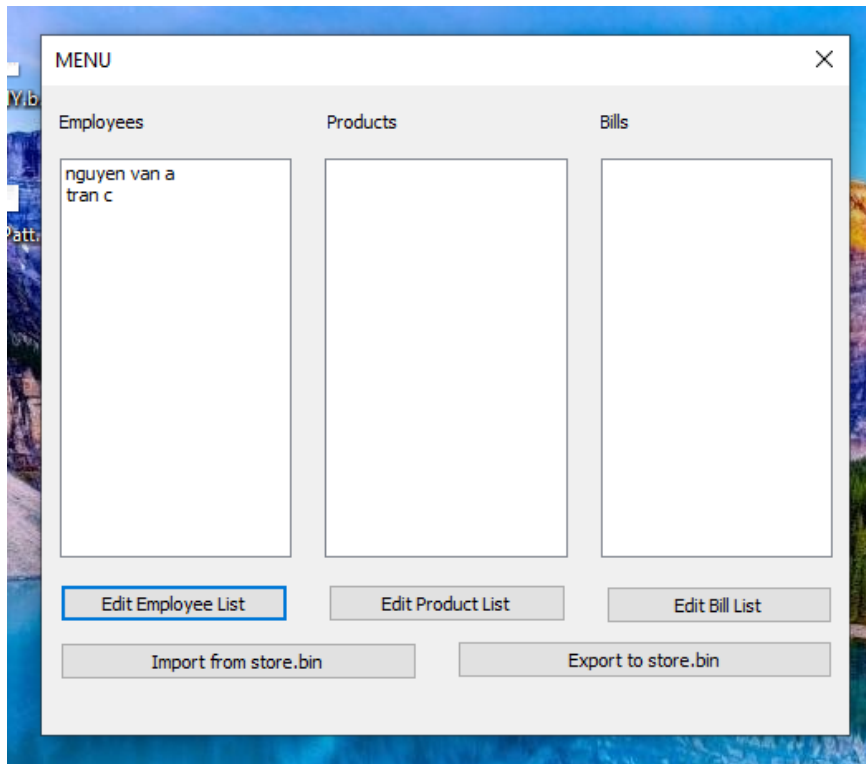 MENU
Employees
Products
Bills
nguyen van a
tran c
Edit Employee List
Edit Product List
Edit Bill List
Import from store.bin
Export to store.bin